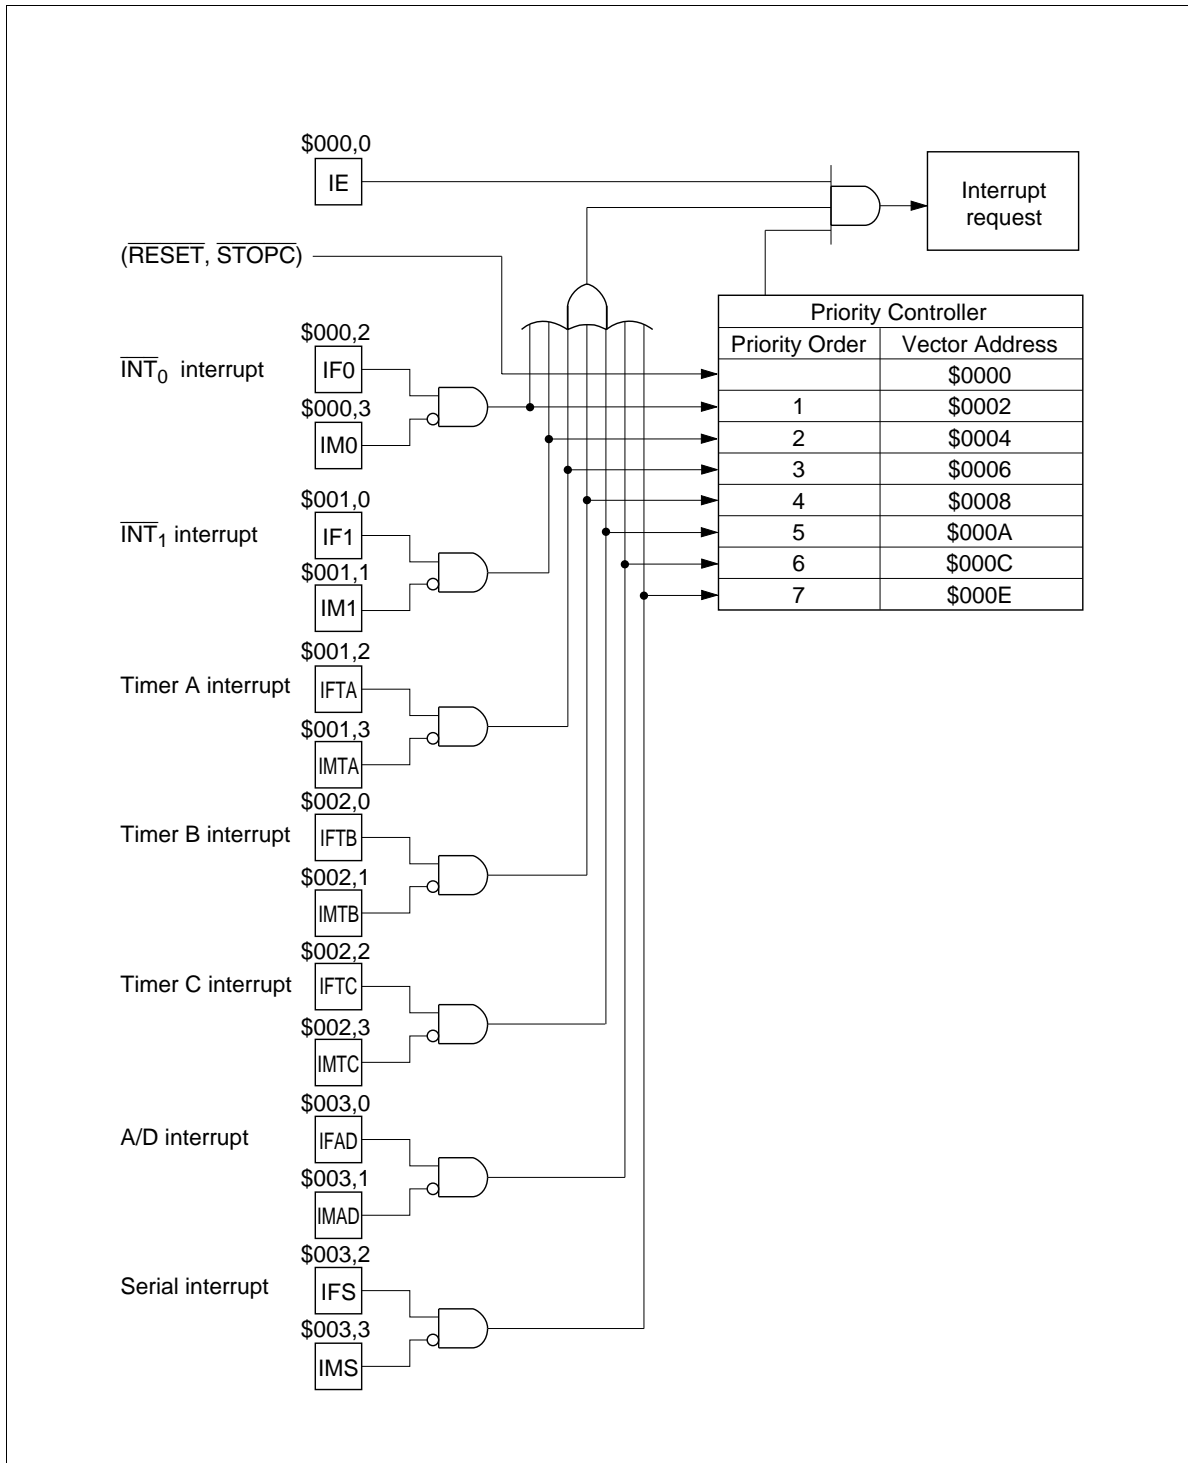 $000,0
IE
Interrupt
request
(RESET, STOPC)
Priority Controller
Priority Order Vector Address
$0000
1 $0002
2 $0004
3 $0006
4 $0008
5 $000A
6 $000C
7 $000E
$000,2
INT0 interrupt
IF0
$000,3
IM0
$001,0
INT1 interrupt
IF1
$001,1
IM1
$001,2
Timer A interrupt
IFTA
$001,3
IMTA
$002,0
Timer B interrupt
IFTB
$002,1
IMTB
$002,2
Timer C interrupt
IFTC
$002,3
IMTC
$003,0
A/D interrupt
IFAD
$003,1
IMAD
$003,2
Serial interrupt
IFS
$003,3
IMS